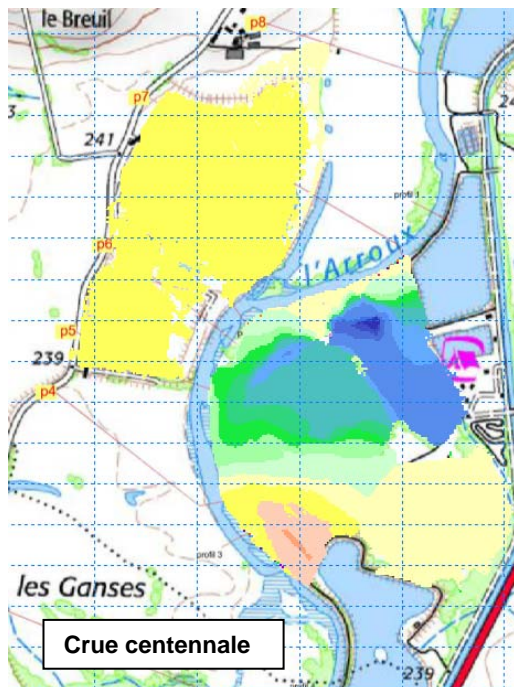 le Breuil
p8
p7
241
profil 1
p6
l'Arroux
p5
239
p4
profil 3
les Ganses
Crue centennale
239